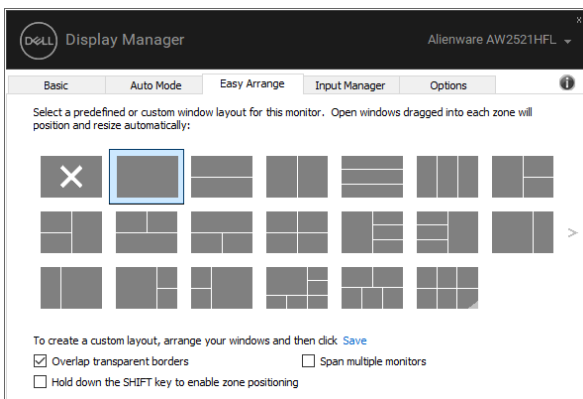 DELL Display Manager Alienware AW2521HFL
Basic Auto Mode Easy Arrange Input Manager Options
Select a predefined or custom window layout for this monitor. Open windows dragged into each zone will
position and resize automatically:
To create a custom layout, arrange your windows and then click Save
Overlap transparent borders Span multiple monitors
Hold down the SHIFT key to enable zone positioning